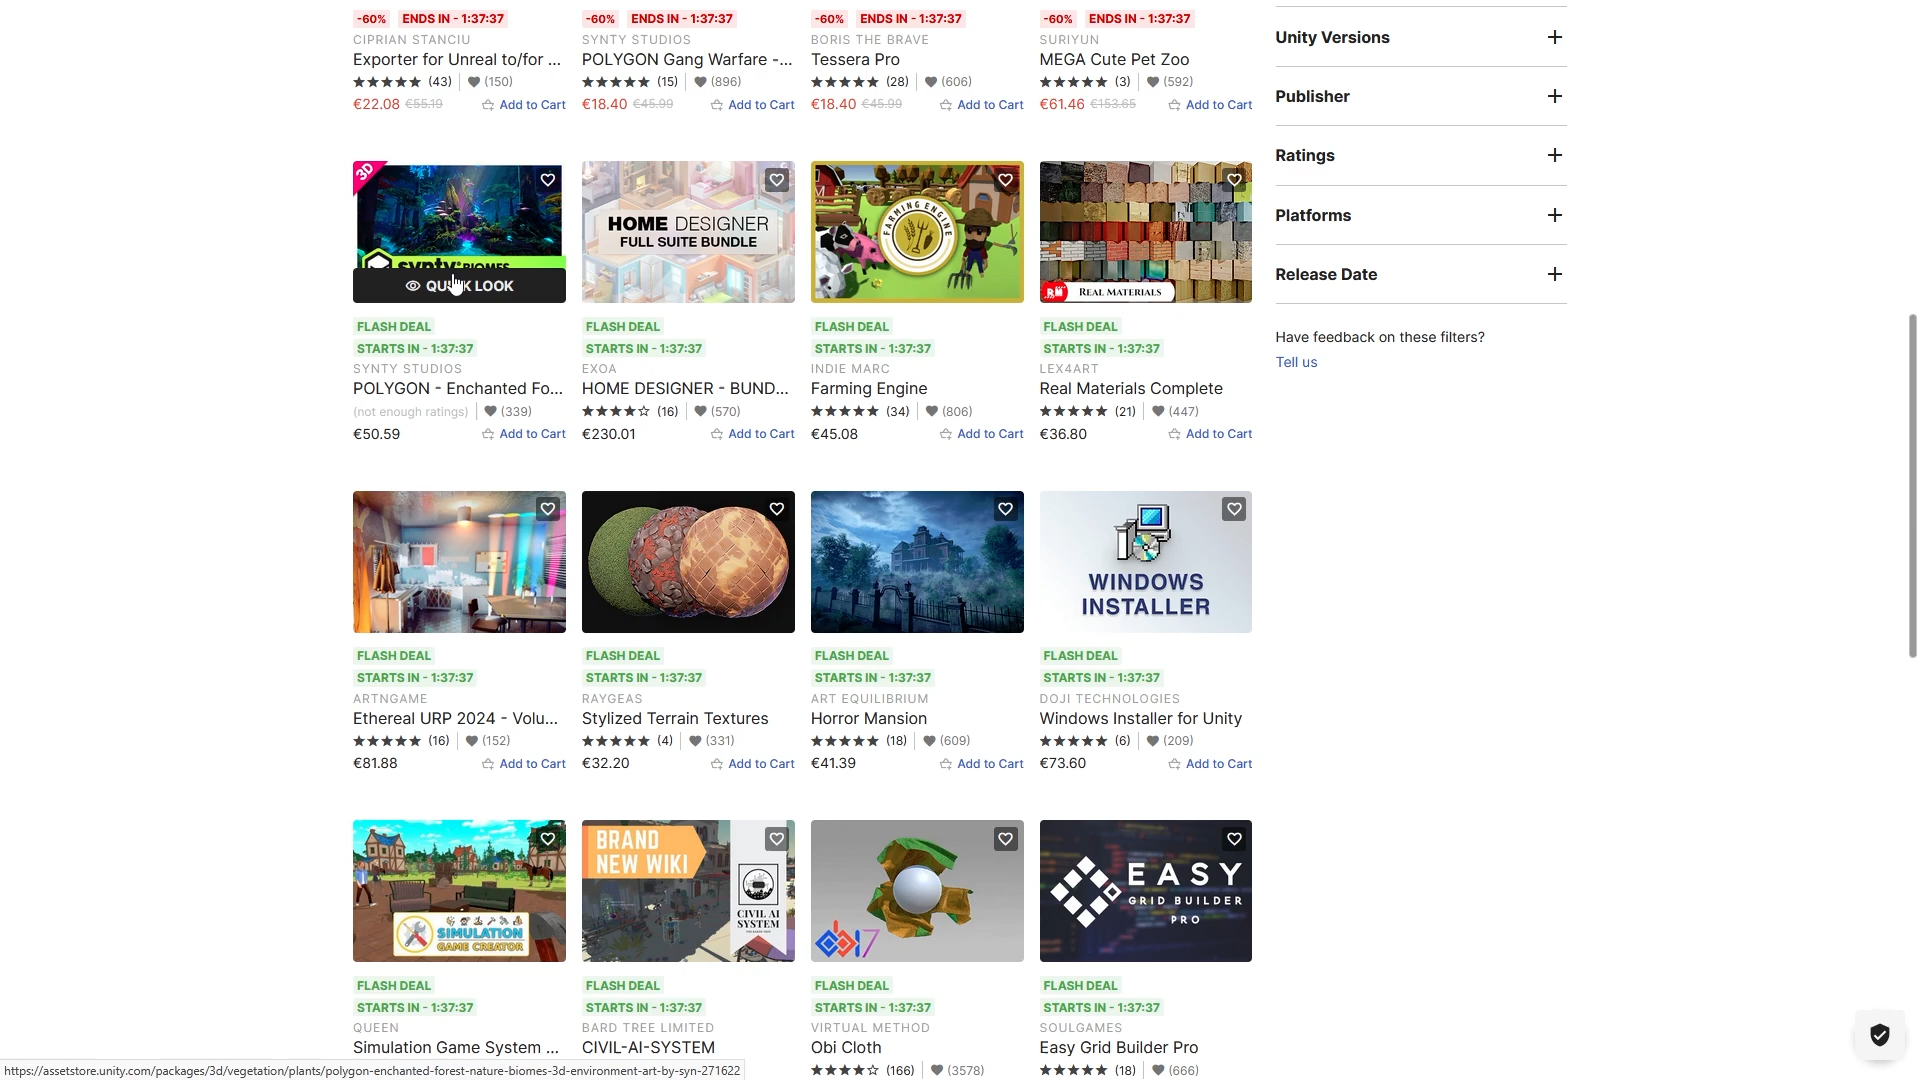 -60% ENDS IN - 1:37:37
CIPRIAN STANCIU
Exporter for Unreal to/for ...
(43) (150)
€22.08 €55.19 Add to Cart
-60% ENDS IN - 1:37:37
SYNTY STUDIOS
POLYGON Gang Warfare -...
(15) (896)
€18.40 €45.99 Add to Cart
-60% ENDS IN - 1:37:37
BORIS THE BRAVE
Tessera Pro
(28) (606)
€18.40 €45.99 Add to Cart
-60% ENDS IN - 1:37:37
SURIYUN
MEGA Cute Pet Zoo
(3) (592)
€61.46 €153.65 Add to Cart
3D
synty BIOMES
QUICK LOOK
FLASH DEAL
STARTS IN - 1:37:37
SYNTY STUDIOS
POLYGON - Enchanted Fo...
(not enough ratings) (339)
€50.59 Add to Cart
HOME DESIGNER
FULL SUITE BUNDLE
FLASH DEAL
STARTS IN - 1:37:37
EXOA
HOME DESIGNER - BUND...
(16) (570)
€230.01 Add to Cart
FARMING ENGINE
FLASH DEAL
STARTS IN - 1:37:37
INDIE MARC
Farming Engine
(34) (806)
€45.08 Add to Cart
RM REAL MATERIALS
FLASH DEAL
STARTS IN - 1:37:37
LEX4ART
Real Materials Complete
(21) (447)
€36.80 Add to Cart
FLASH DEAL
STARTS IN - 1:37:37
ARTNGAME
Ethereal URP 2024 - Volu...
(16) (152)
€81.88 Add to Cart
FLASH DEAL
STARTS IN - 1:37:37
RAYGEAS
Stylized Terrain Textures
(4) (331)
€32.20 Add to Cart
FLASH DEAL
STARTS IN - 1:37:37
ART EQUILIBRIUM
Horror Mansion
(18) (609)
€41.39 Add to Cart
WINDOWS
INSTALLER
FLASH DEAL
STARTS IN - 1:37:37
DOJI TECHNOLOGIES
Windows Installer for Unity
(6) (209)
€73.60 Add to Cart
SIMULATION
GAME CREATOR
FLASH DEAL
STARTS IN - 1:37:37
QUEEN
Simulation Game System ...
BRAND
NEW WIKI
CIVIL AI
SYSTEM
FLASH DEAL
STARTS IN - 1:37:37
BARD TREE LIMITED
CIVIL-AI-SYSTEM
obi 7
FLASH DEAL
STARTS IN - 1:37:37
VIRTUAL METHOD
Obi Cloth
(166) (3578)
EASY
GRID BUILDER
PRO
FLASH DEAL
STARTS IN - 1:37:37
SOULGAMES
Easy Grid Builder Pro
(18) (666)
Unity Versions
Publisher
Ratings
Platforms
Release Date
Have feedback on these filters?
Tell us
https://assetstore.unity.com/packages/3d/vegetation/plants/polygon-enchanted-forest-nature-biomes-3d-environment-art-by-syn-271622